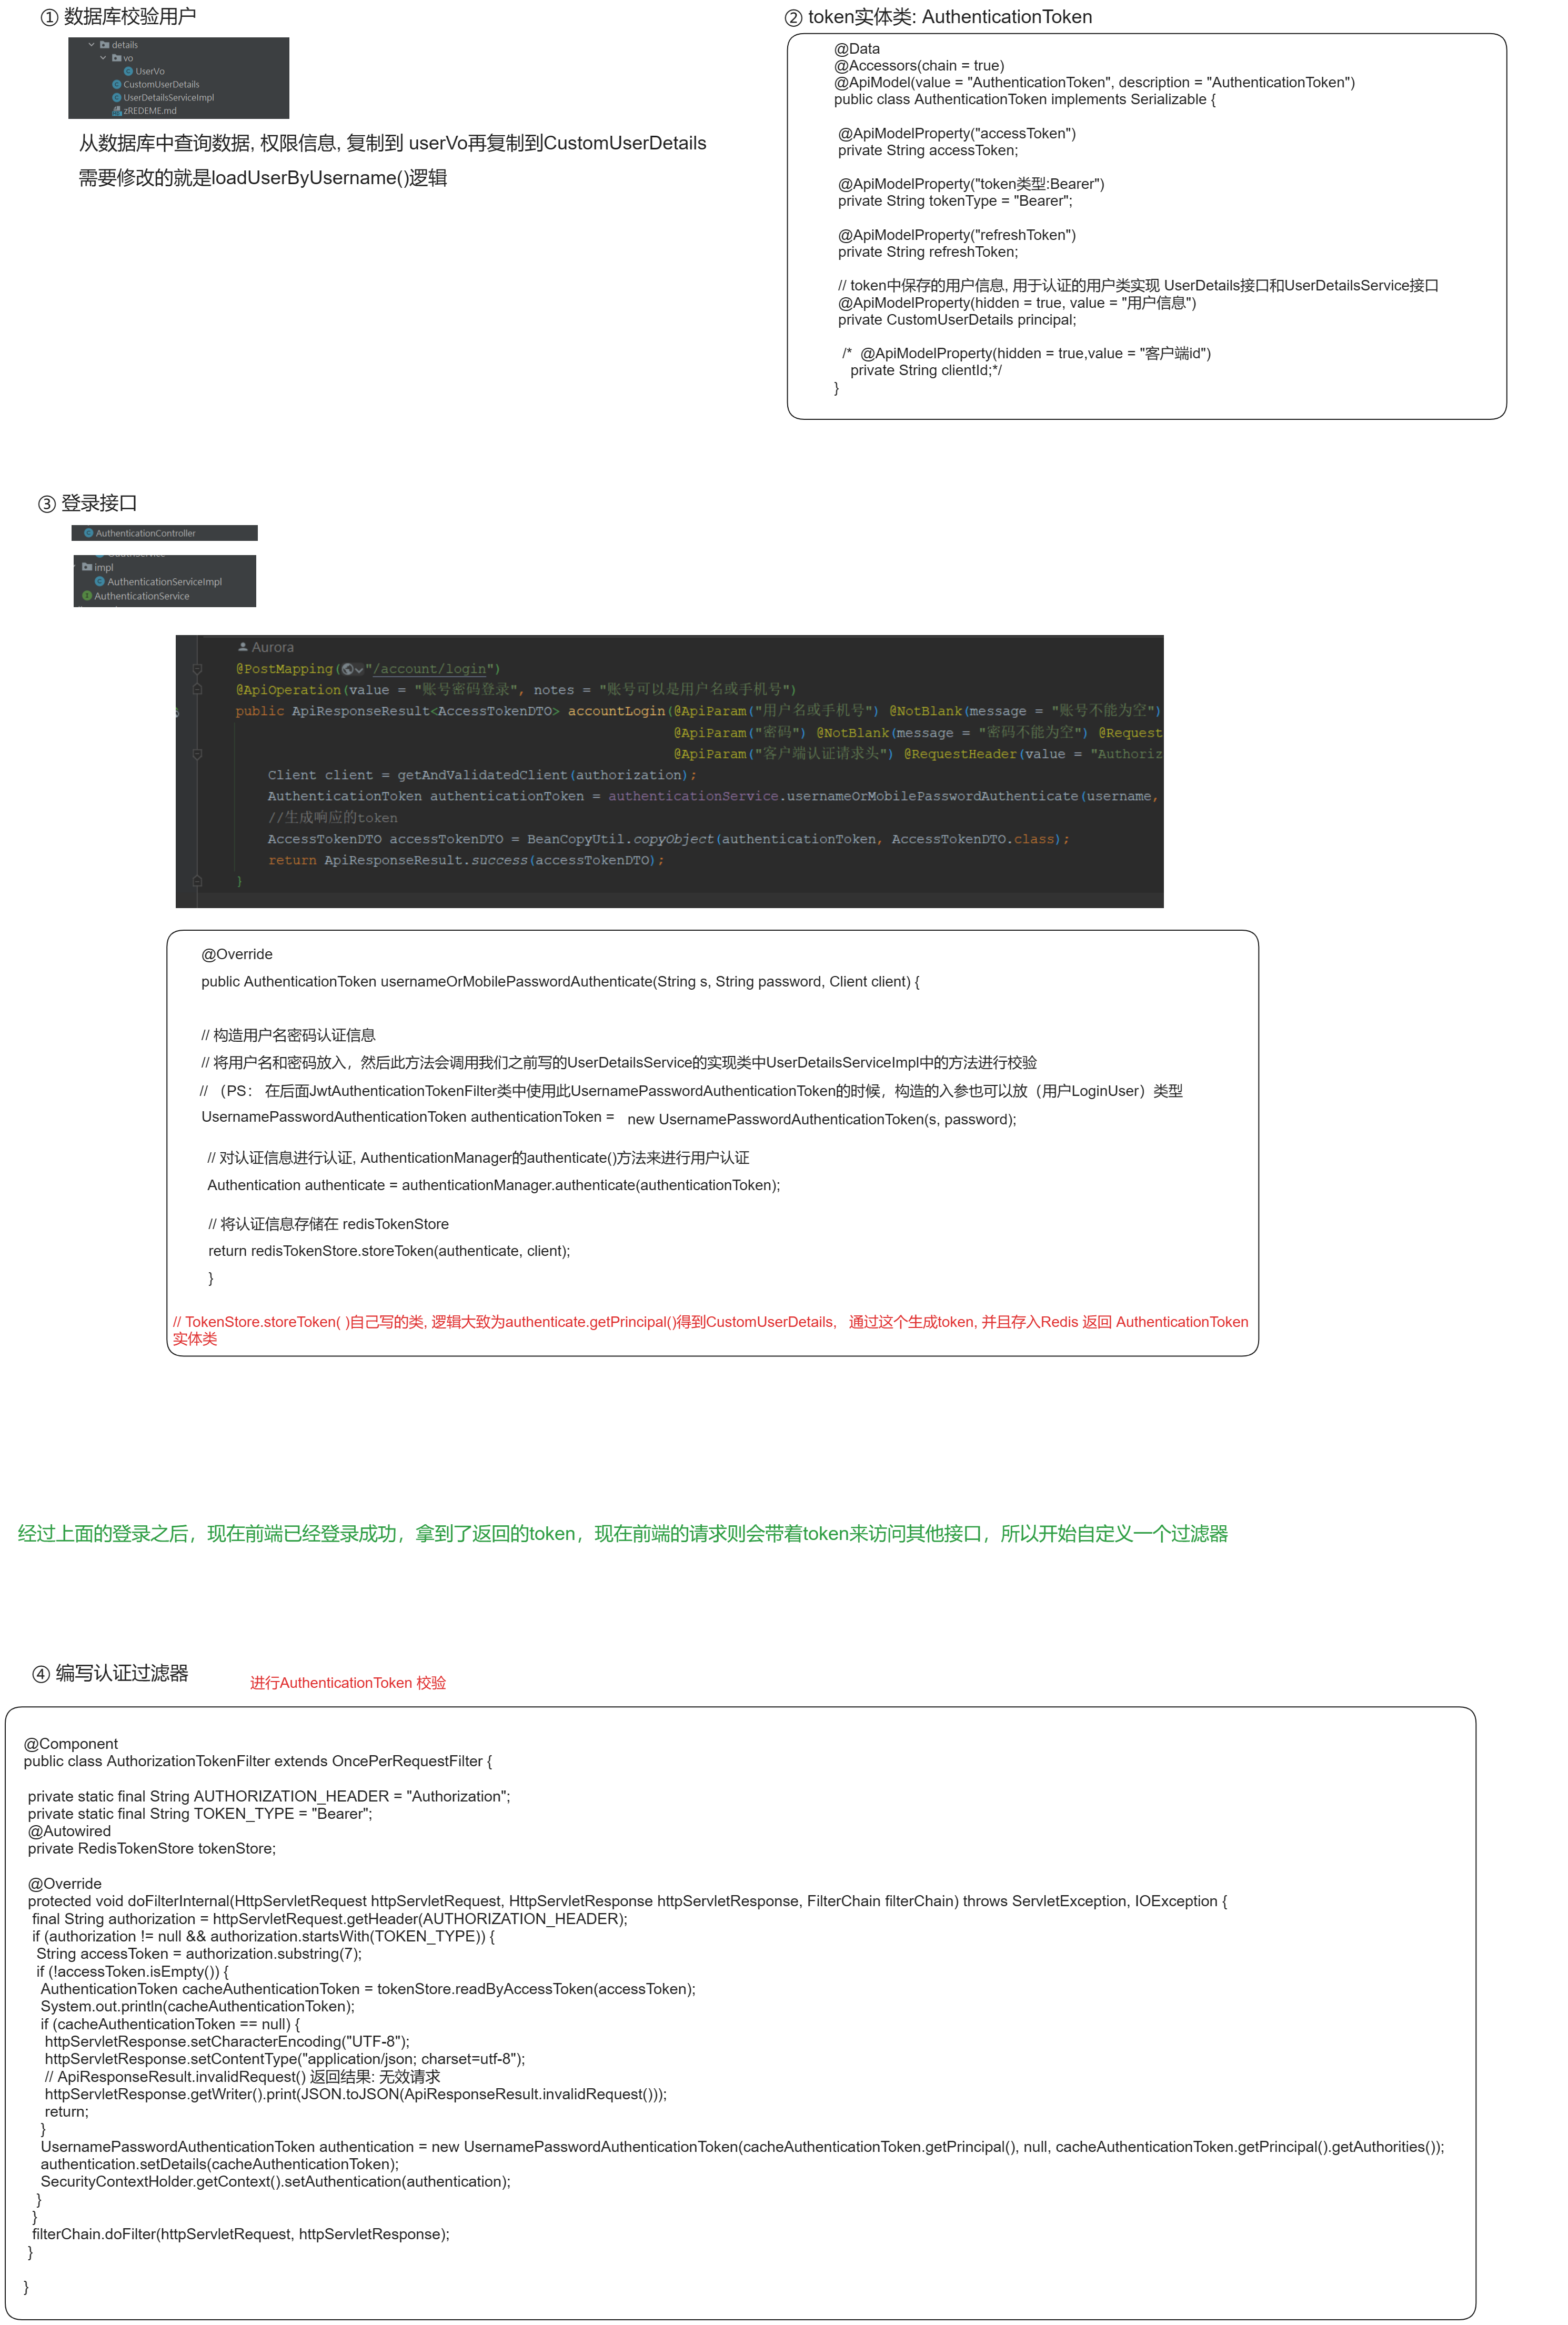 ① 数据库校验用户
details
vo
UserVo
CustomUserDetails
UserDetailsServiceImpl
zREDEME.md
从数据库中查询数据, 权限信息, 复制到 userVo再复制到CustomUserDetails
需要修改的就是loadUserByUsername()逻辑
② token实体类: AuthenticationToken
@Data
@Accessors(chain = true)
@ApiModel(value = "AuthenticationToken", description = "AuthenticationToken")
public class AuthenticationToken implements Serializable {
@ApiModelProperty("accessToken")
private String accessToken;
@ApiModelProperty("token类型:Bearer")
private String tokenType = "Bearer";
@ApiModelProperty("refreshToken")
private String refreshToken;
// token中保存的用户信息, 用于认证的用户类实现 UserDetails接口和UserDetailsService接口
@ApiModelProperty(hidden = true, value = "用户信息")
private CustomUserDetails principal;
/*  @ApiModelProperty(hidden = true,value = "客户端id")
private String clientId;*/
}
③ 登录接口
AuthenticationController
impl
AuthenticationServiceImpl
AuthenticationService
Aurora
@PostMapping("/account/login")
@ApiOperation(value = "账号密码登录", notes = "账号可以是用户名或手机号")
public ApiResponseResult<AccessTokenDTO> accountLogin(@ApiParam("用户名或手机号") @NotBlank(message = "账号不能为空")
@ApiParam("密码") @NotBlank(message = "密码不能为空") @Request
@ApiParam("客户端认证请求头") @RequestHeader(value = "Authoriz
Client client = getAndValidatedClient(authorization);
AuthenticationToken authenticationToken = authenticationService.usernameOrMobilePasswordAuthenticate(username,
//生成响应的token
AccessTokenDTO accessTokenDTO = BeanCopyUtil.copyObject(authenticationToken, AccessTokenDTO.class);
return ApiResponseResult.success(accessTokenDTO);
}
@Override
public AuthenticationToken usernameOrMobilePasswordAuthenticate(String s, String password, Client client) {
// 构造用户名密码认证信息
// 将用户名和密码放入，然后此方法会调用我们之前写的UserDetailsService的实现类中UserDetailsServiceImpl中的方法进行校验
// （PS： 在后面JwtAuthenticationTokenFilter类中使用此UsernamePasswordAuthenticationToken的时候，构造的入参也可以放（用户LoginUser）类型
UsernamePasswordAuthenticationToken authenticationToken = new UsernamePasswordAuthenticationToken(s, password);
// 对认证信息进行认证, AuthenticationManager的authenticate()方法来进行用户认证
Authentication authenticate = authenticationManager.authenticate(authenticationToken);
// 将认证信息存储在 redisTokenStore
return redisTokenStore.storeToken(authenticate, client);
}
// TokenStore.storeToken( )自己写的类, 逻辑大致为authenticate.getPrincipal()得到CustomUserDetails,   通过这个生成token, 并且存入Redis 返回 AuthenticationToken
实体类
经过上面的登录之后，现在前端已经登录成功，拿到了返回的token，现在前端的请求则会带着token来访问其他接口，所以开始自定义一个过滤器
④ 编写认证过滤器
进行AuthenticationToken 校验
@Component
public class AuthorizationTokenFilter extends OncePerRequestFilter {
private static final String AUTHORIZATION_HEADER = "Authorization";
private static final String TOKEN_TYPE = "Bearer";
@Autowired
private RedisTokenStore tokenStore;
@Override
protected void doFilterInternal(HttpServletRequest httpServletRequest, HttpServletResponse httpServletResponse, FilterChain filterChain) throws ServletException, IOException {
final String authorization = httpServletRequest.getHeader(AUTHORIZATION_HEADER);
if (authorization != null && authorization.startsWith(TOKEN_TYPE)) {
String accessToken = authorization.substring(7);
if (!accessToken.isEmpty()) {
AuthenticationToken cacheAuthenticationToken = tokenStore.readByAccessToken(accessToken);
System.out.println(cacheAuthenticationToken);
if (cacheAuthenticationToken == null) {
httpServletResponse.setCharacterEncoding("UTF-8");
httpServletResponse.setContentType("application/json; charset=utf-8");
// ApiResponseResult.invalidRequest() 返回结果: 无效请求
httpServletResponse.getWriter().print(JSON.toJSON(ApiResponseResult.invalidRequest()));
return;
}
UsernamePasswordAuthenticationToken authentication = new UsernamePasswordAuthenticationToken(cacheAuthenticationToken.getPrincipal(), null, cacheAuthenticationToken.getPrincipal().getAuthorities());
authentication.setDetails(cacheAuthenticationToken);
SecurityContextHolder.getContext().setAuthentication(authentication);
}
}
filterChain.doFilter(httpServletRequest, httpServletResponse);
}
}